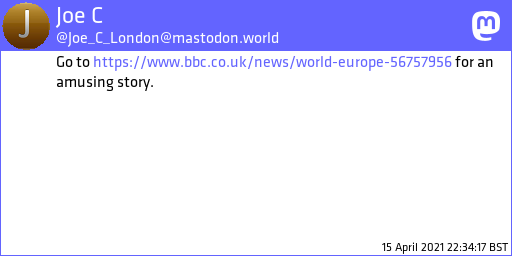 J
Joe C
@Joe_C_London@mastodon.world
m
Go to https://www.bbc.co.uk/news/world-europe-56757956 for an
amusing story.
15 April 2021 22:34:17 BST